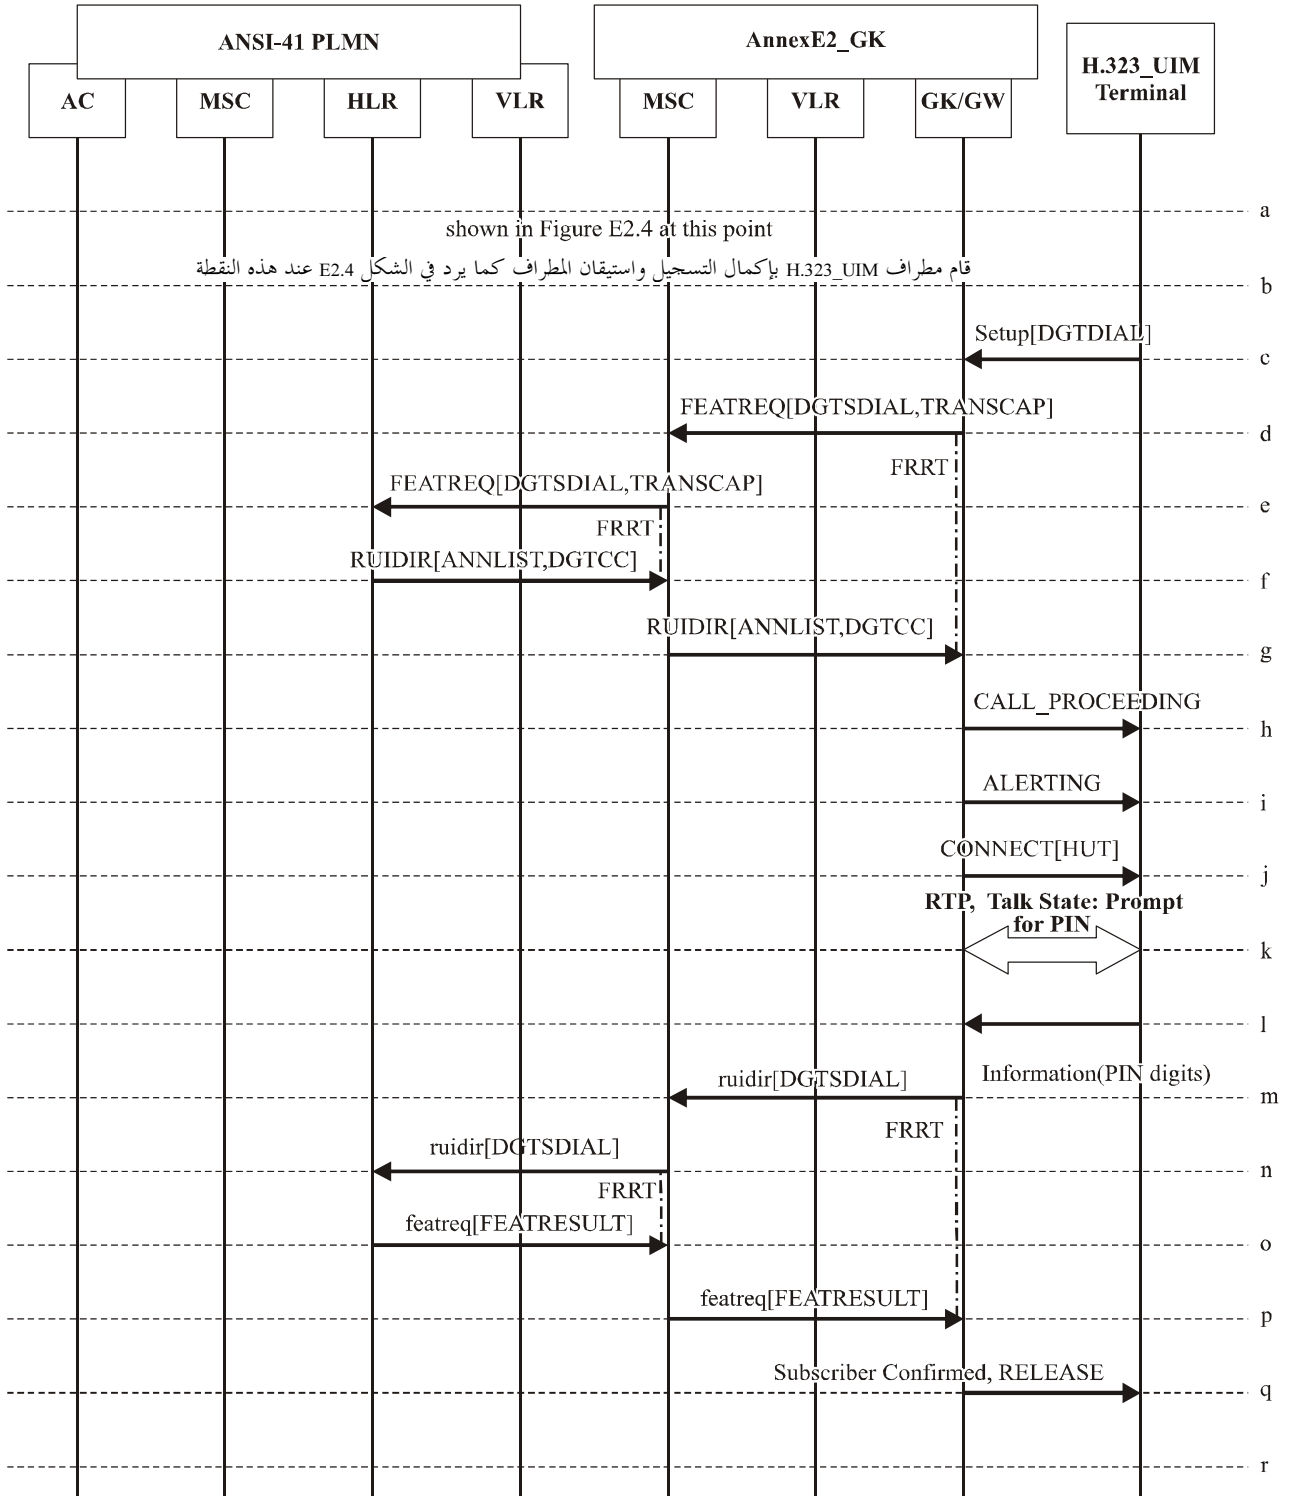 ANSI-41 PLMN
AnnexE2_GK
H.323_UIM
Terminal
AC
MSC
HLR
VLR
MSC
VLR
GK/GW
a
shown in Figure E2.4 at this point
قام مطراف H.323_UIM بإكمال التسجيل واستيقان المطراف كما يرد في الشكل E2.4 عند هذه النقطة
b
Setup[DGTDIAL]
c
FEATREQ[DGTSDIAL,TRANSCAP]
d
FRRT
FEATREQ[DGTSDIAL,TRANSCAP]
e
FRRT
RUIDIR[ANNLIST,DGTCC]
f
RUIDIR[ANNLIST,DGTCC]
g
CALL_PROCEEDING
h
ALERTING
i
CONNECT[HUT]
j
RTP, Talk State: Prompt
for PIN
k
l
Information(PIN digits)
ruidir[DGTSDIAL]
m
FRRT
ruidir[DGTSDIAL]
n
FRRT
featreq[FEATRESULT]
o
featreq[FEATRESULT]
p
Subscriber Confirmed, RELEASE
q
r